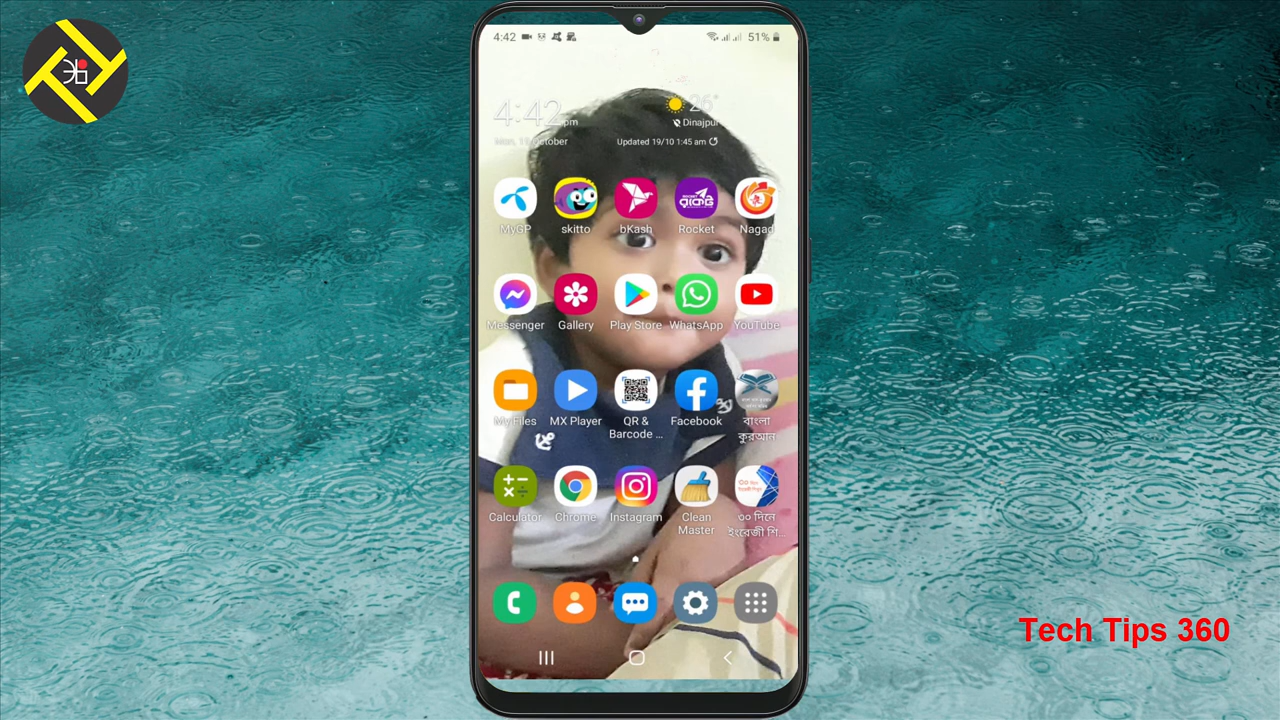 4:42
51%
4:42 pm
26°
Dinajpur
Mon, 19 October
Updated 19/10 1:45 am
MyGP
skitto
bKash
Rocket
Nagad
Messenger
Gallery
Play Store
WhatsApp
YouTube
My Files
MX Player
QR &
Barcode ...
Facebook
বাংলা
কুরআন
Calculator
Chrome
Instagram
Clean
Master
৩০ দিনে
ইংরেজী শি...
Tech Tips 360